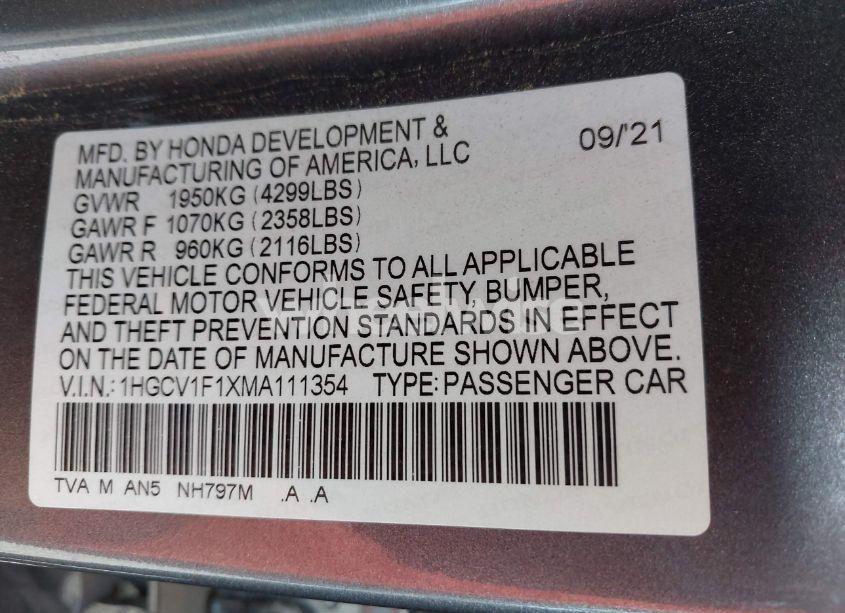 MFD. BY HONDA DEVELOPMENT & 09/'21
MANUFACTURING OF AMERICA, LLC
GVWR 1950KG (4299LBS)
GAWR F 1070KG (2358LBS)
GAWR R 960KG (2116LBS)
THIS VEHICLE CONFORMS TO ALL APPLICABLE
FEDERAL MOTOR VEHICLE SAFETY, BUMPER,
AND THEFT PREVENTION STANDARDS IN EFFECT
ON THE DATE OF MANUFACTURE SHOWN ABOVE.
V.I.N.: 1HGCV1F1XMA111354 TYPE: PASSENGER CAR
TVA M AN5 NH797M .A .A